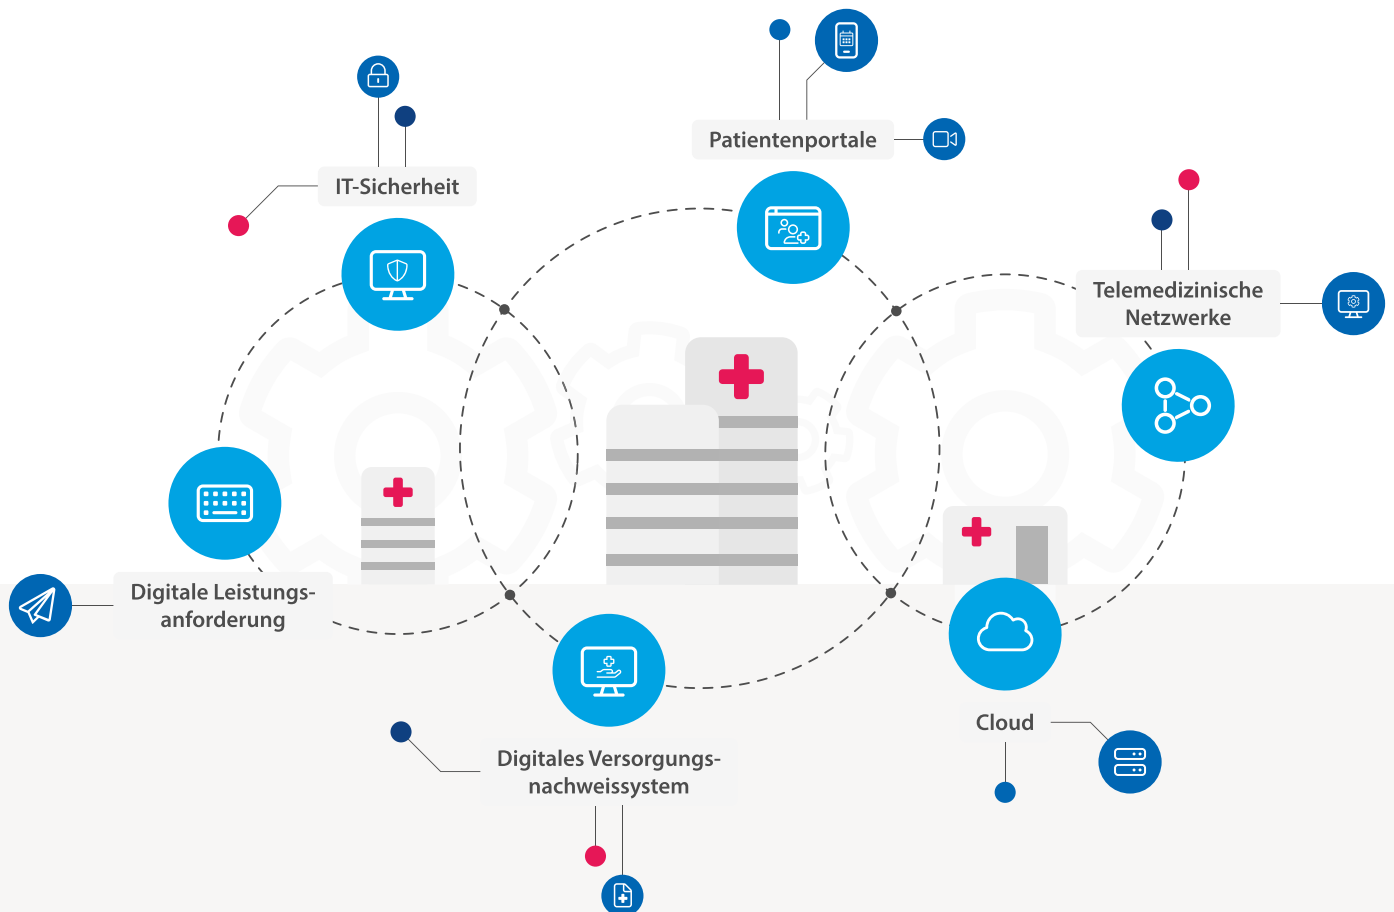 Patientenportale
IT-Sicherheit
Telemedizinische
Netzwerke
Digitale Leistungs-
anforderung
Digitales Versorgungs-
nachweissystem
Cloud